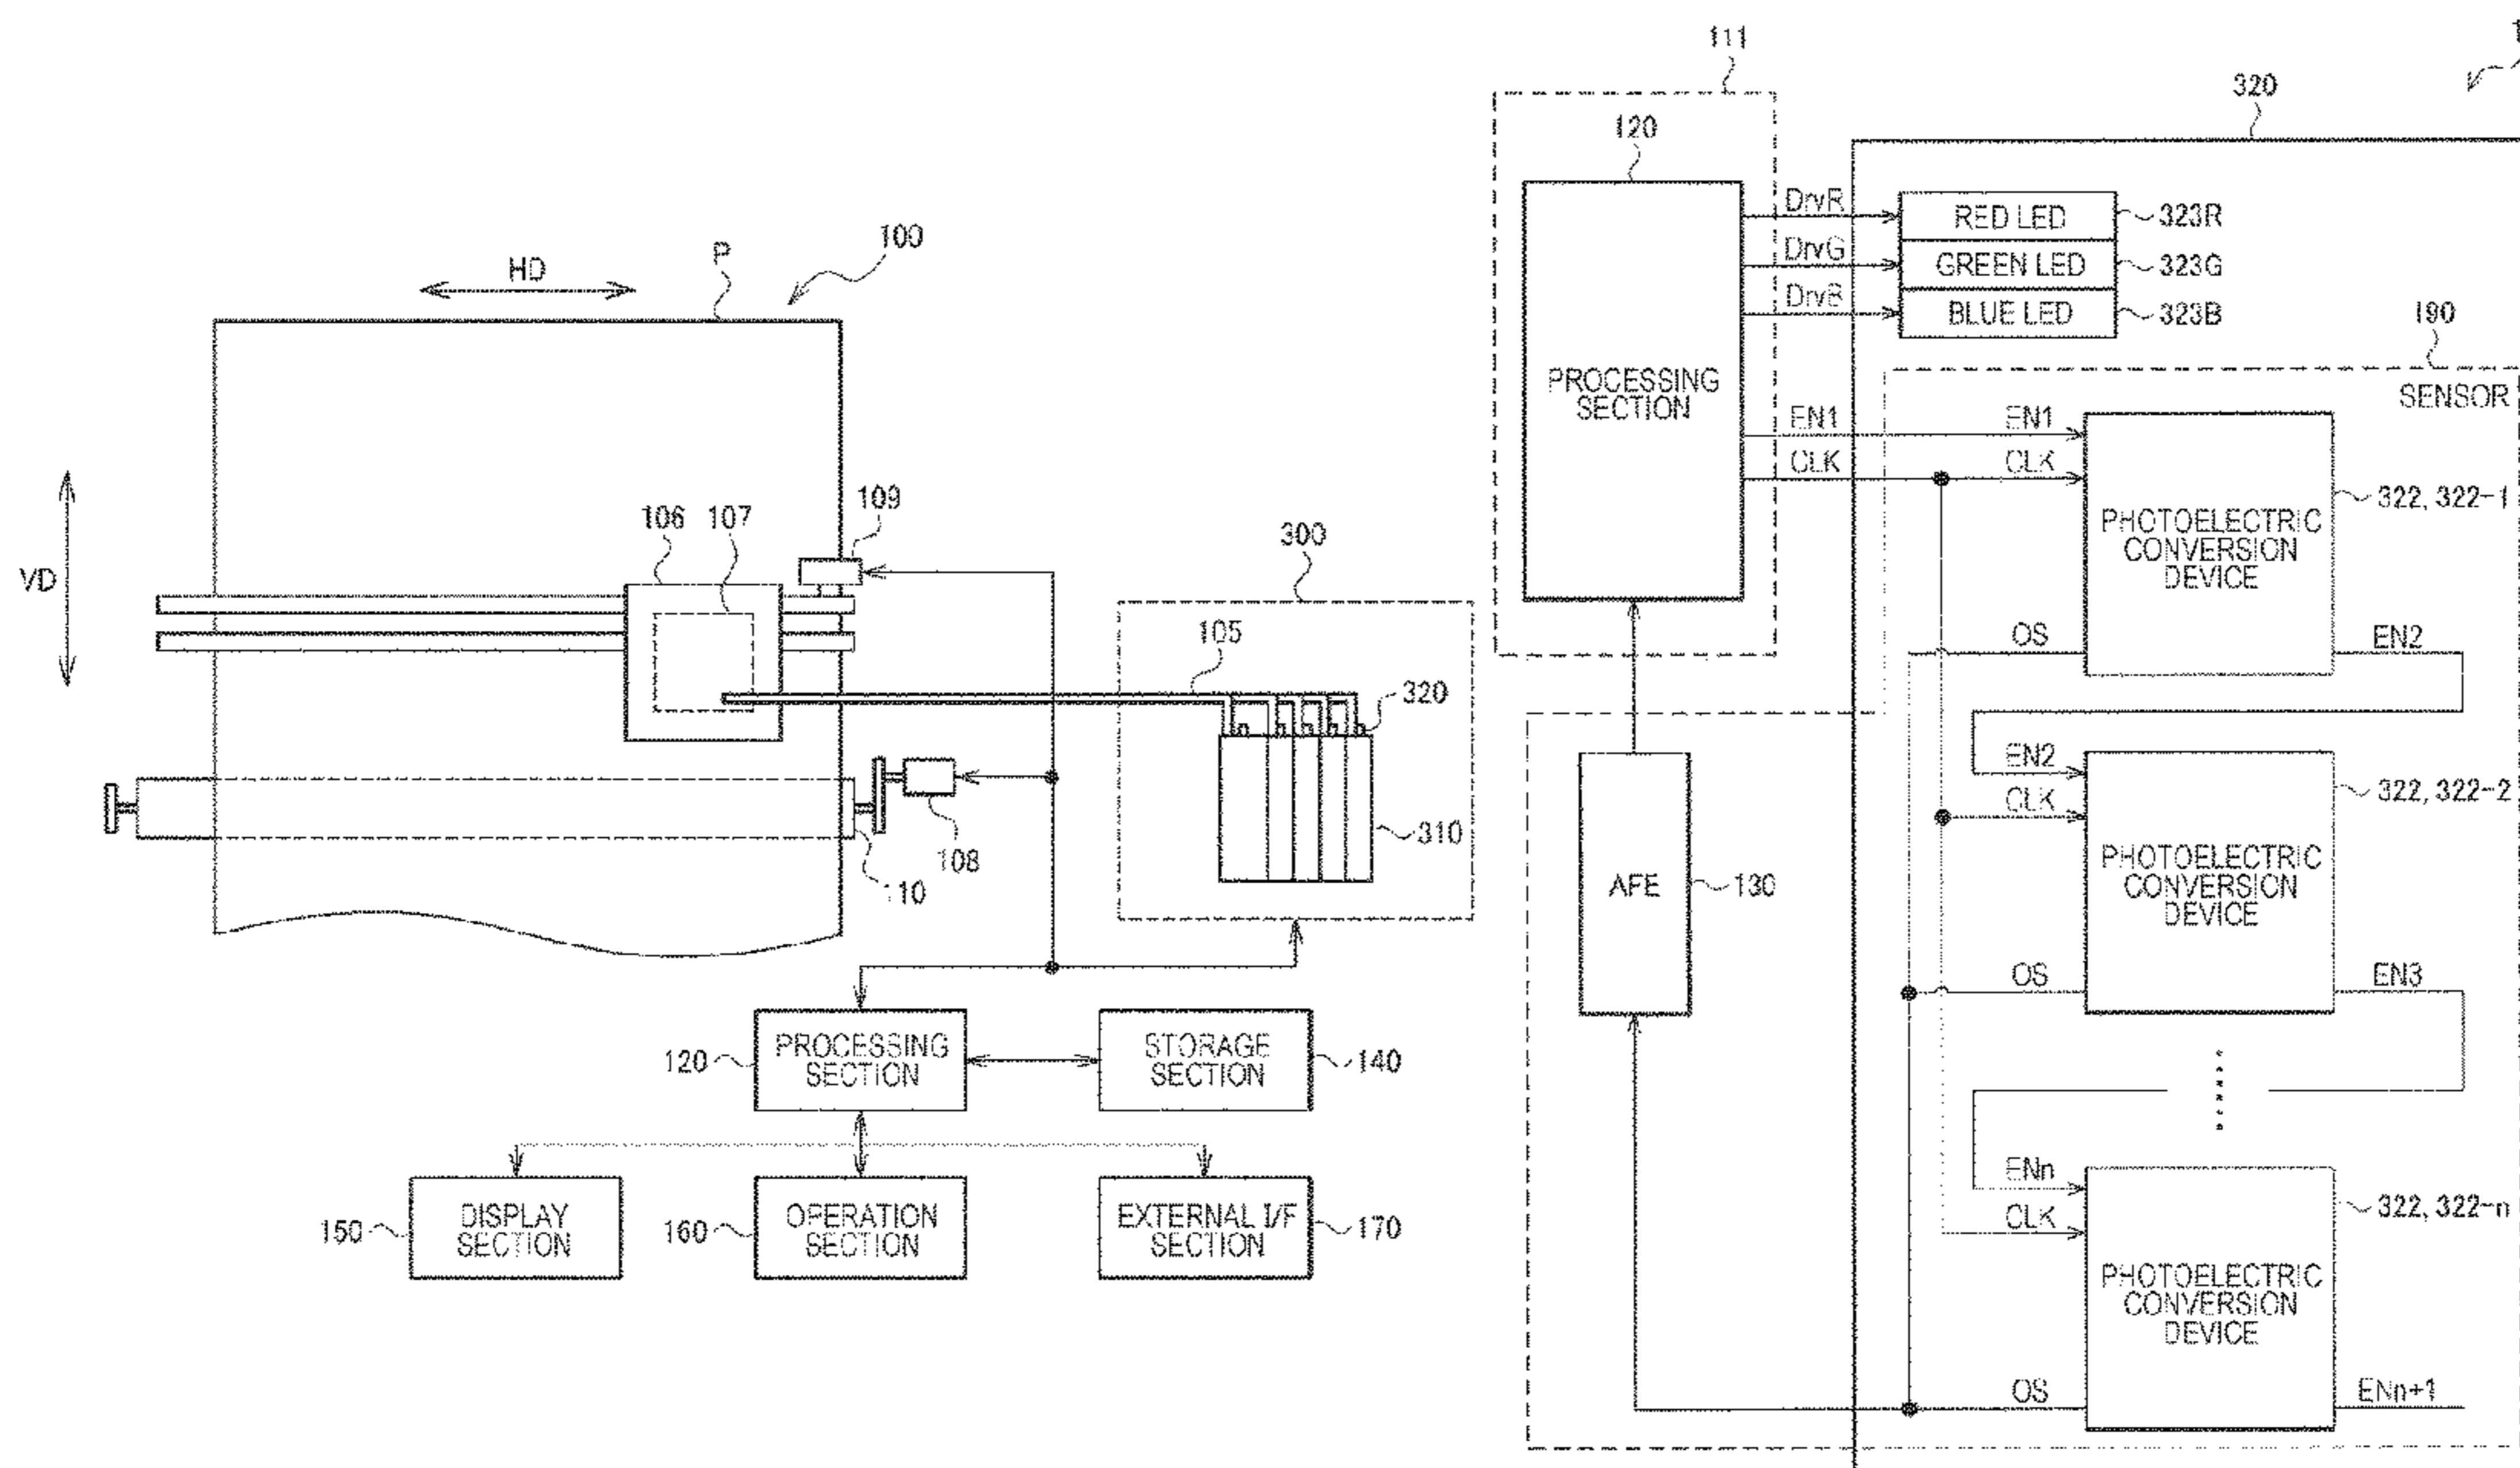 HD
P
100
VD
106
107
109
300
105
320
310
108
110
120
PROCESSING
SECTION
STORAGE
SECTION
140
150
DISPLAY
SECTION
160
OPERATION
SECTION
EXTERNAL I/F
SECTION
170
111
320
120
PROCESSING
SECTION
DrvR
DrvG
DrvB
RED LED
323R
GREEN LED
323G
BLUE LED
323B
190
SENSOR
EN1
EN1
CLK
CLK
PHOTOELECTRIC
CONVERSION
DEVICE
322, 322-1
OS
EN2
EN2
CLK
PHOTOELECTRIC
CONVERSION
DEVICE
322, 322-2
AFE
130
OS
EN3
ENn
CLK
PHOTOELECTRIC
CONVERSION
DEVICE
322, 322-n
OS
ENn+1